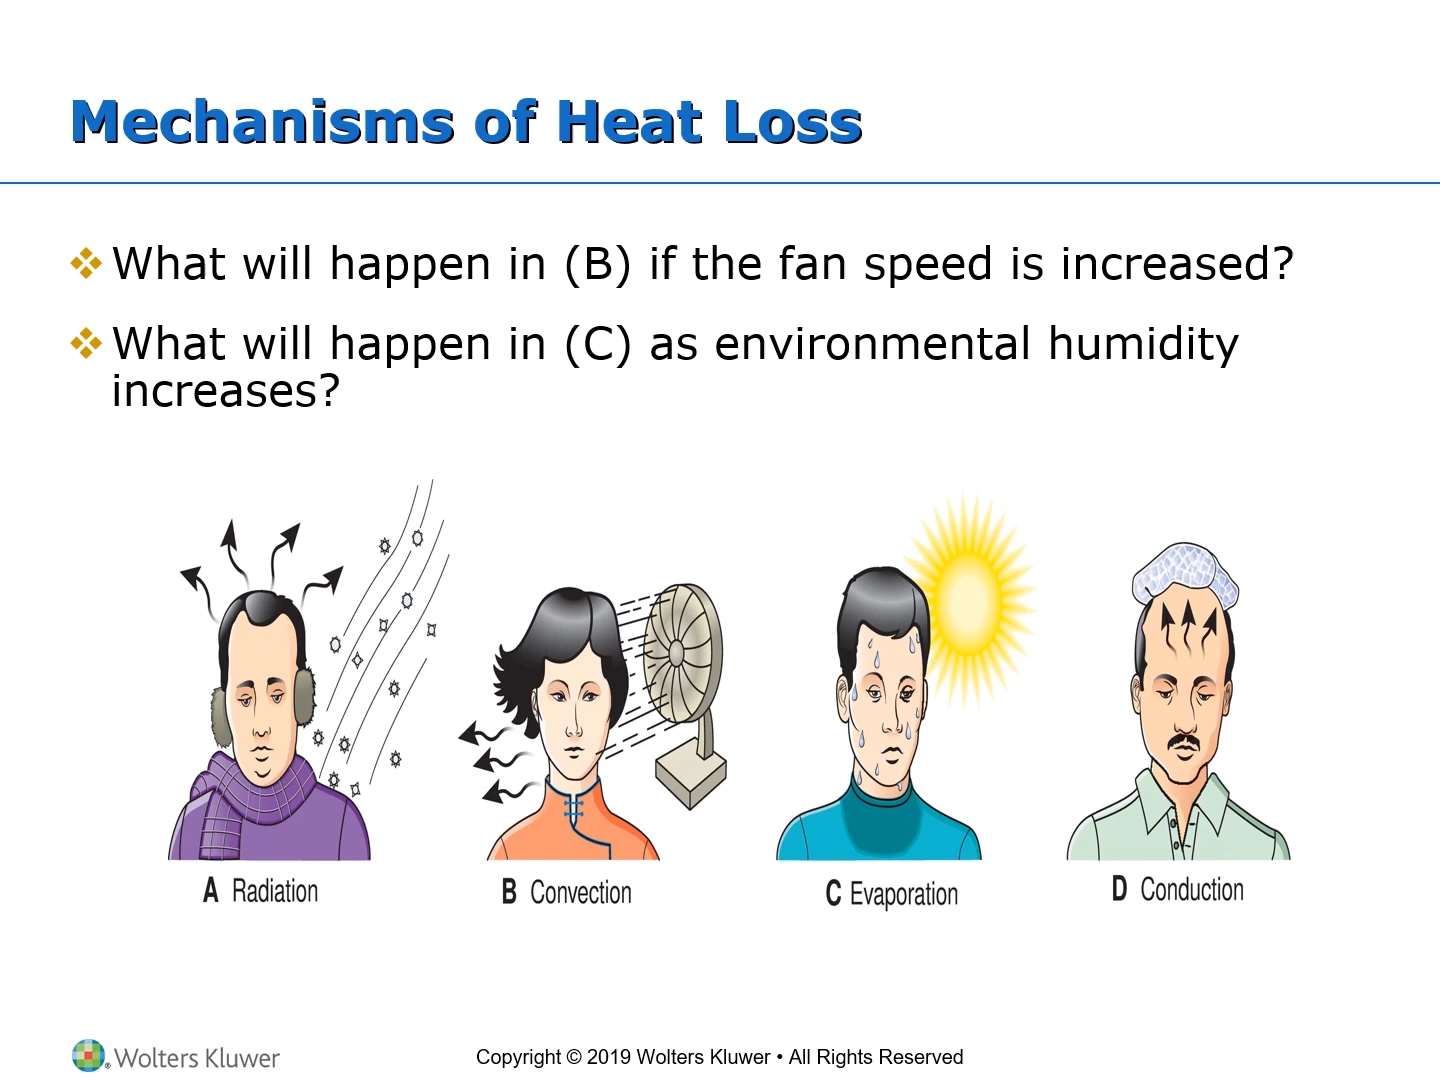 Mechanisms of Heat Loss
What will happen in (B) if the fan speed is increased?
What will happen in (C) as environmental humidity
increases?
A Radiation
B Convection
C Evaporation
D Conduction
Wolters Kluwer
Copyright © 2019 Wolters Kluwer • All Rights Reserved